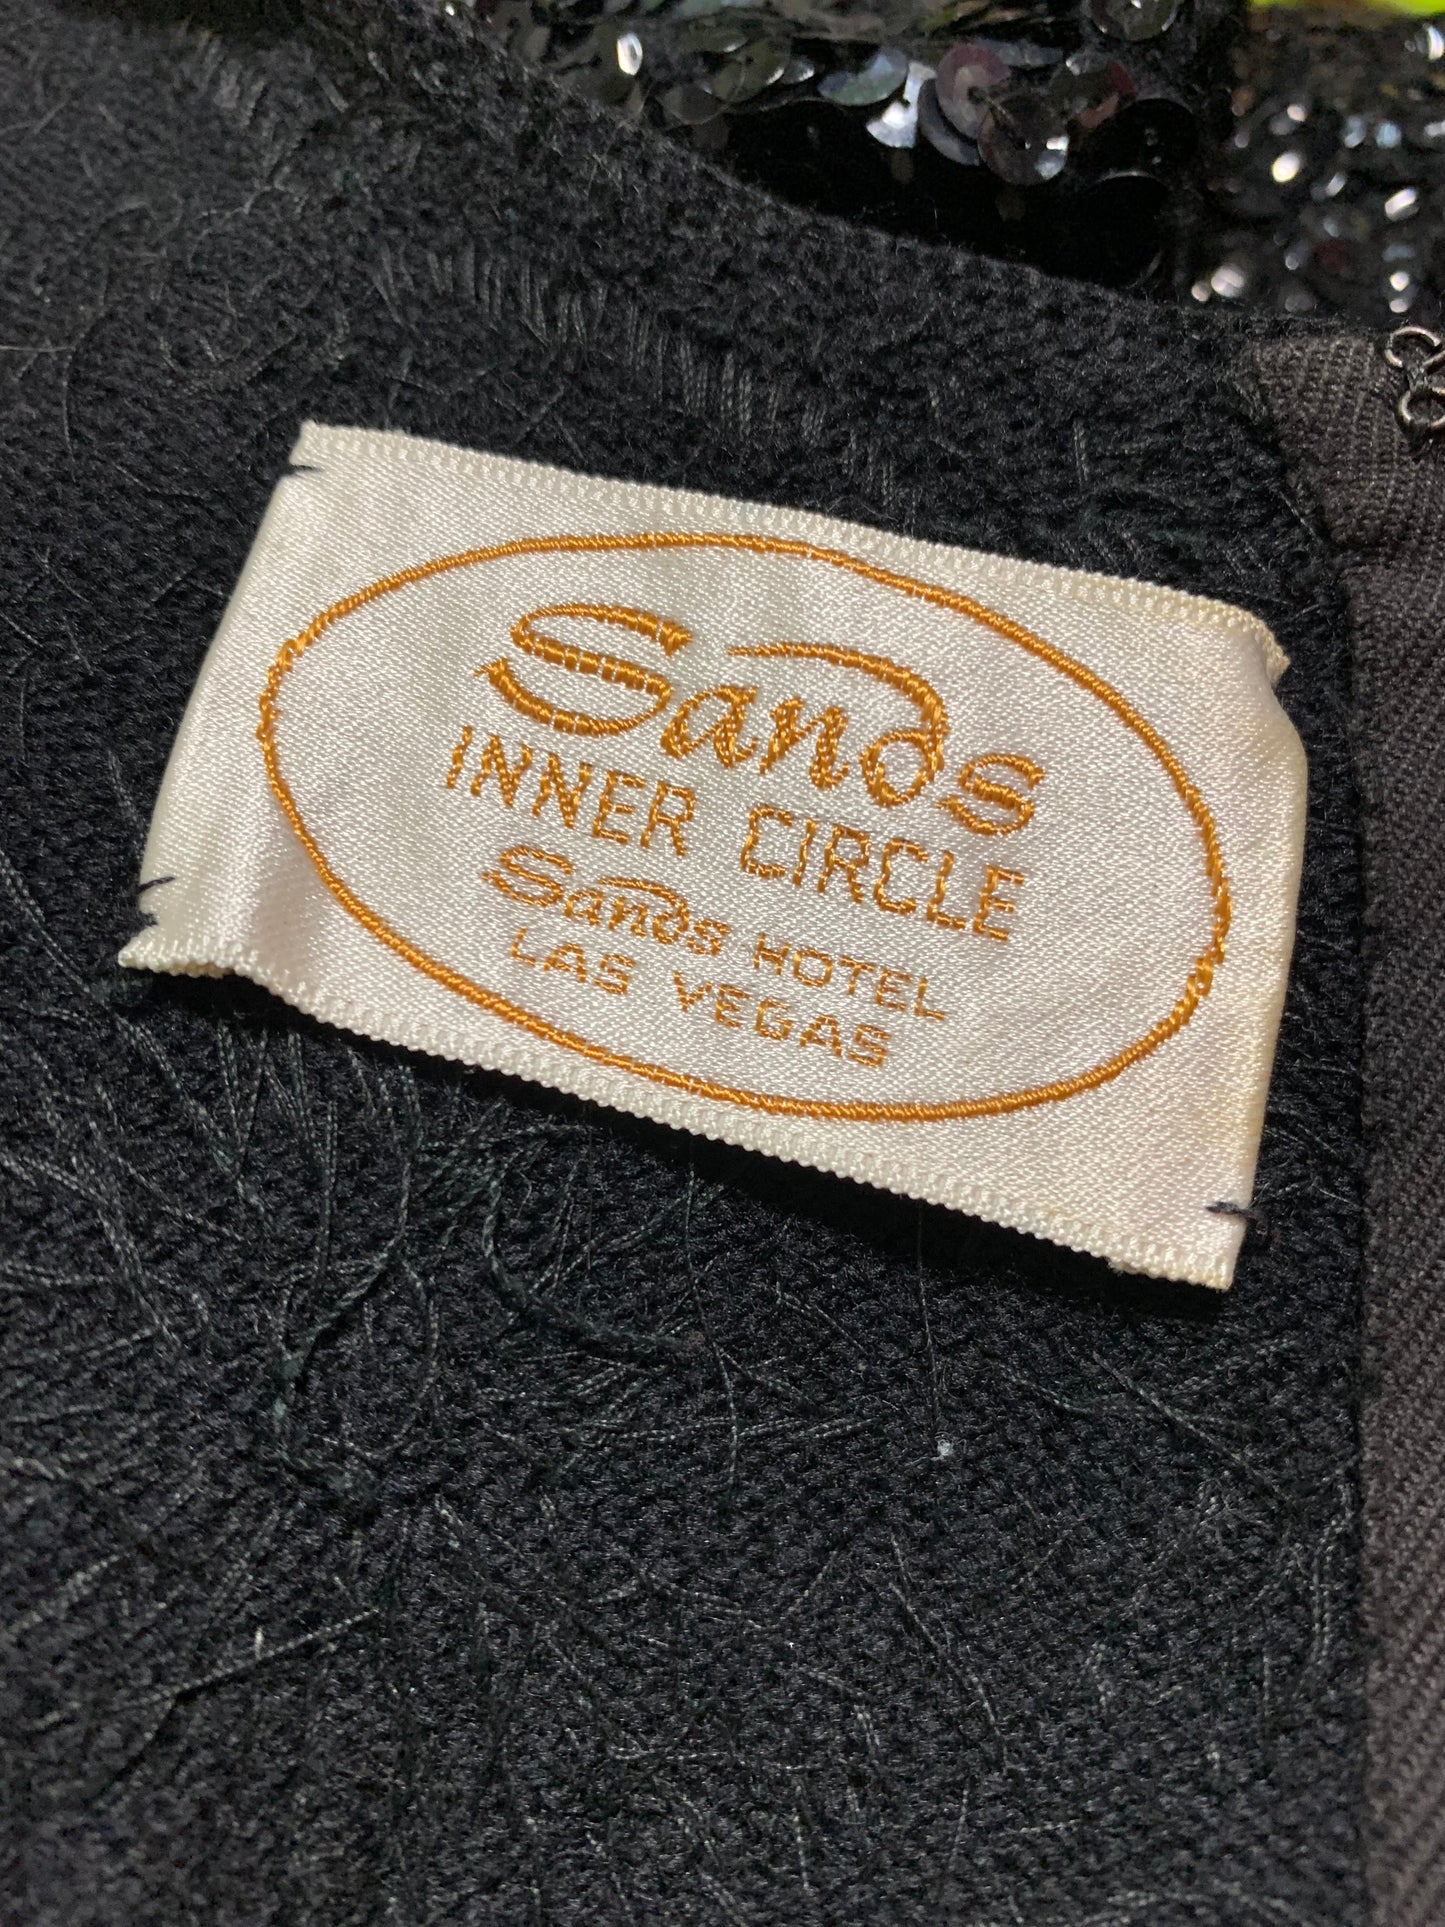 Sands
INNER CIRCLE
Sands HOTEL
LAS VEGAS